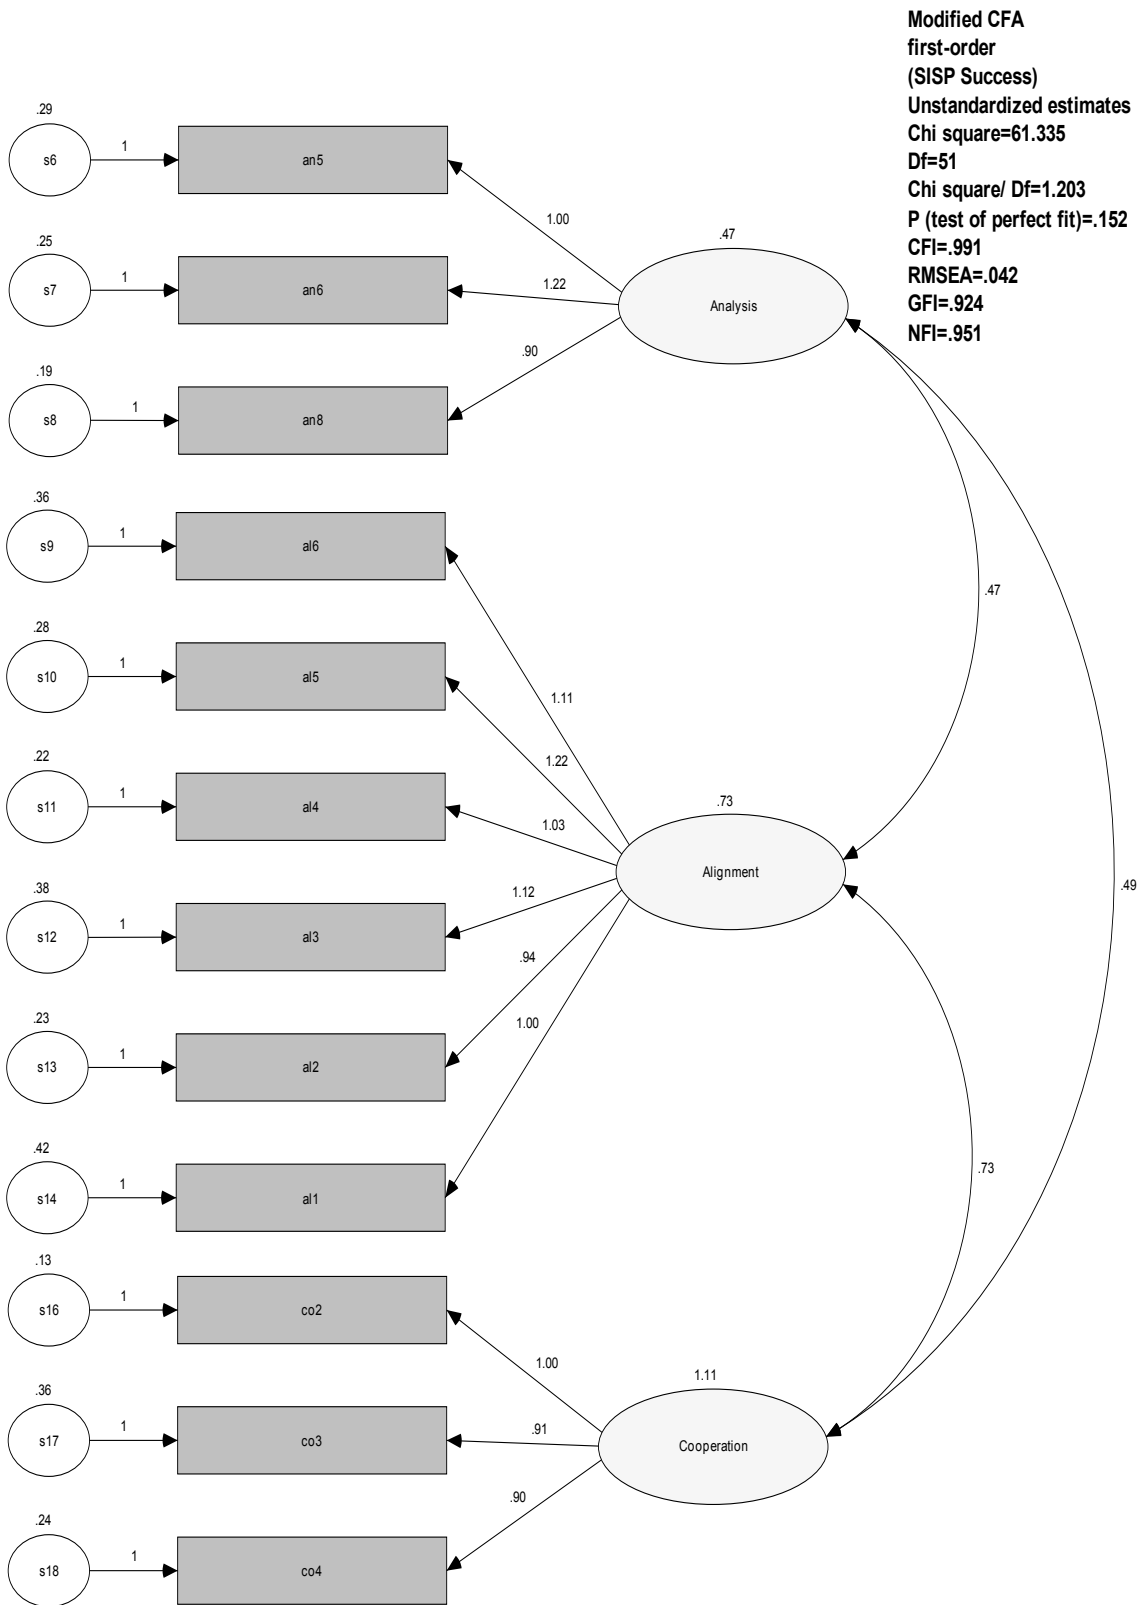 Modified CFA
first-order
(SISP Success)
Unstandardized estimates
Chi square=61.335
Df=51
Chi square/ Df=1.203
P (test of perfect fit)=.152
CFI=.991
RMSEA=.042
GFI=.924
NFI=.951
.29
s6
1
an5
1.00
.47
Analysis
.25
s7
1
an6
1.22
.19
s8
1
an8
.90
.36
s9
1
al6
1.11
.47
.28
s10
1
al5
1.22
.22
s11
1
al4
1.03
.73
Alignment
.49
.38
s12
1
al3
1.12
.23
s13
1
al2
.94
.42
s14
1
al1
1.00
.73
.13
s16
1
co2
1.00
1.11
Cooperation
.36
s17
1
co3
.91
.24
s18
1
co4
.90